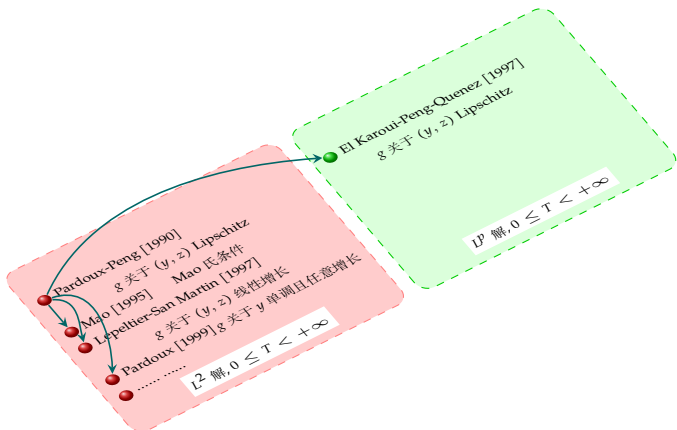 El Karoui-Peng-Quenez [1997]
g 关于 (y, z) Lipschitz
L^p 解, 0 ≤ T < +∞
Pardoux-Peng [1990]
g 关于 (y, z) Lipschitz
Mao [1995] Mao 氏条件
Lepeltier-San Martin [1997]
g 关于 (y, z) 线性增长
Pardoux [1999] g 关于 y 单调且任意增长
...... ......
L^2 解, 0 ≤ T < +∞